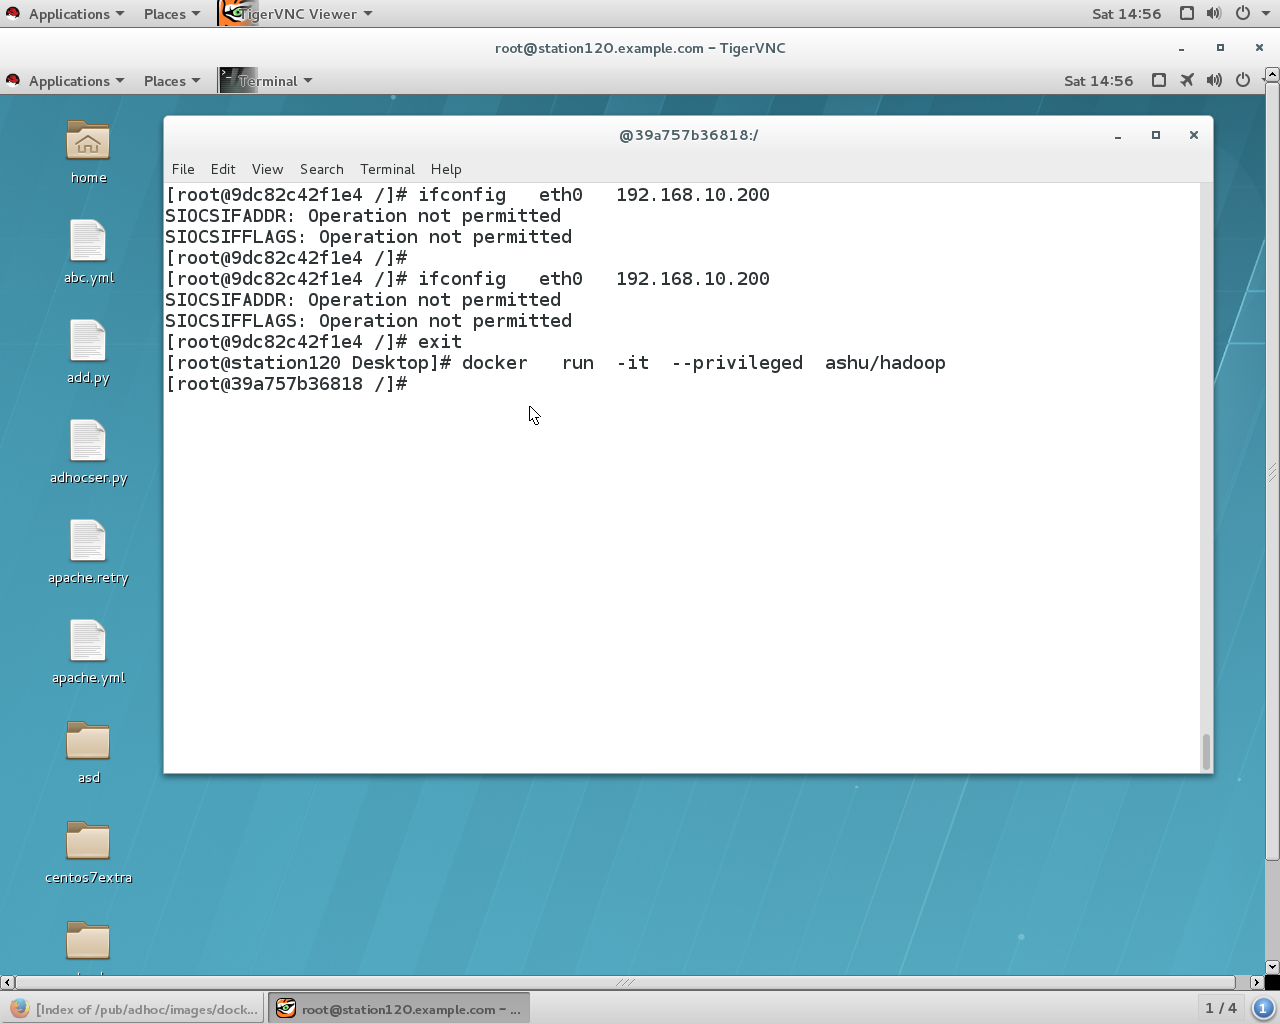 Applications Places TigerVNC Viewer Sat 14:56
root@station120.example.com – TigerVNC
Applications Places Terminal Sat 14:56
@39a757b36818:/
File Edit View Search Terminal Help
[root@9dc82c42f1e4 /]# ifconfig   eth0   192.168.10.200
SIOCSIFADDR: Operation not permitted
SIOCSIFFLAGS: Operation not permitted
[root@9dc82c42f1e4 /]#
[root@9dc82c42f1e4 /]# ifconfig   eth0   192.168.10.200
SIOCSIFADDR: Operation not permitted
SIOCSIFFLAGS: Operation not permitted
[root@9dc82c42f1e4 /]# exit
[root@station120 Desktop]# docker   run  -it  --privileged  ashu/hadoop
[root@39a757b36818 /]#
home
abc.yml
add.py
adhocser.py
apache.retry
apache.yml
asd
centos7extra
[Index of /pub/adhoc/images/dock...
root@station120.example.com – ...
1 / 4
1